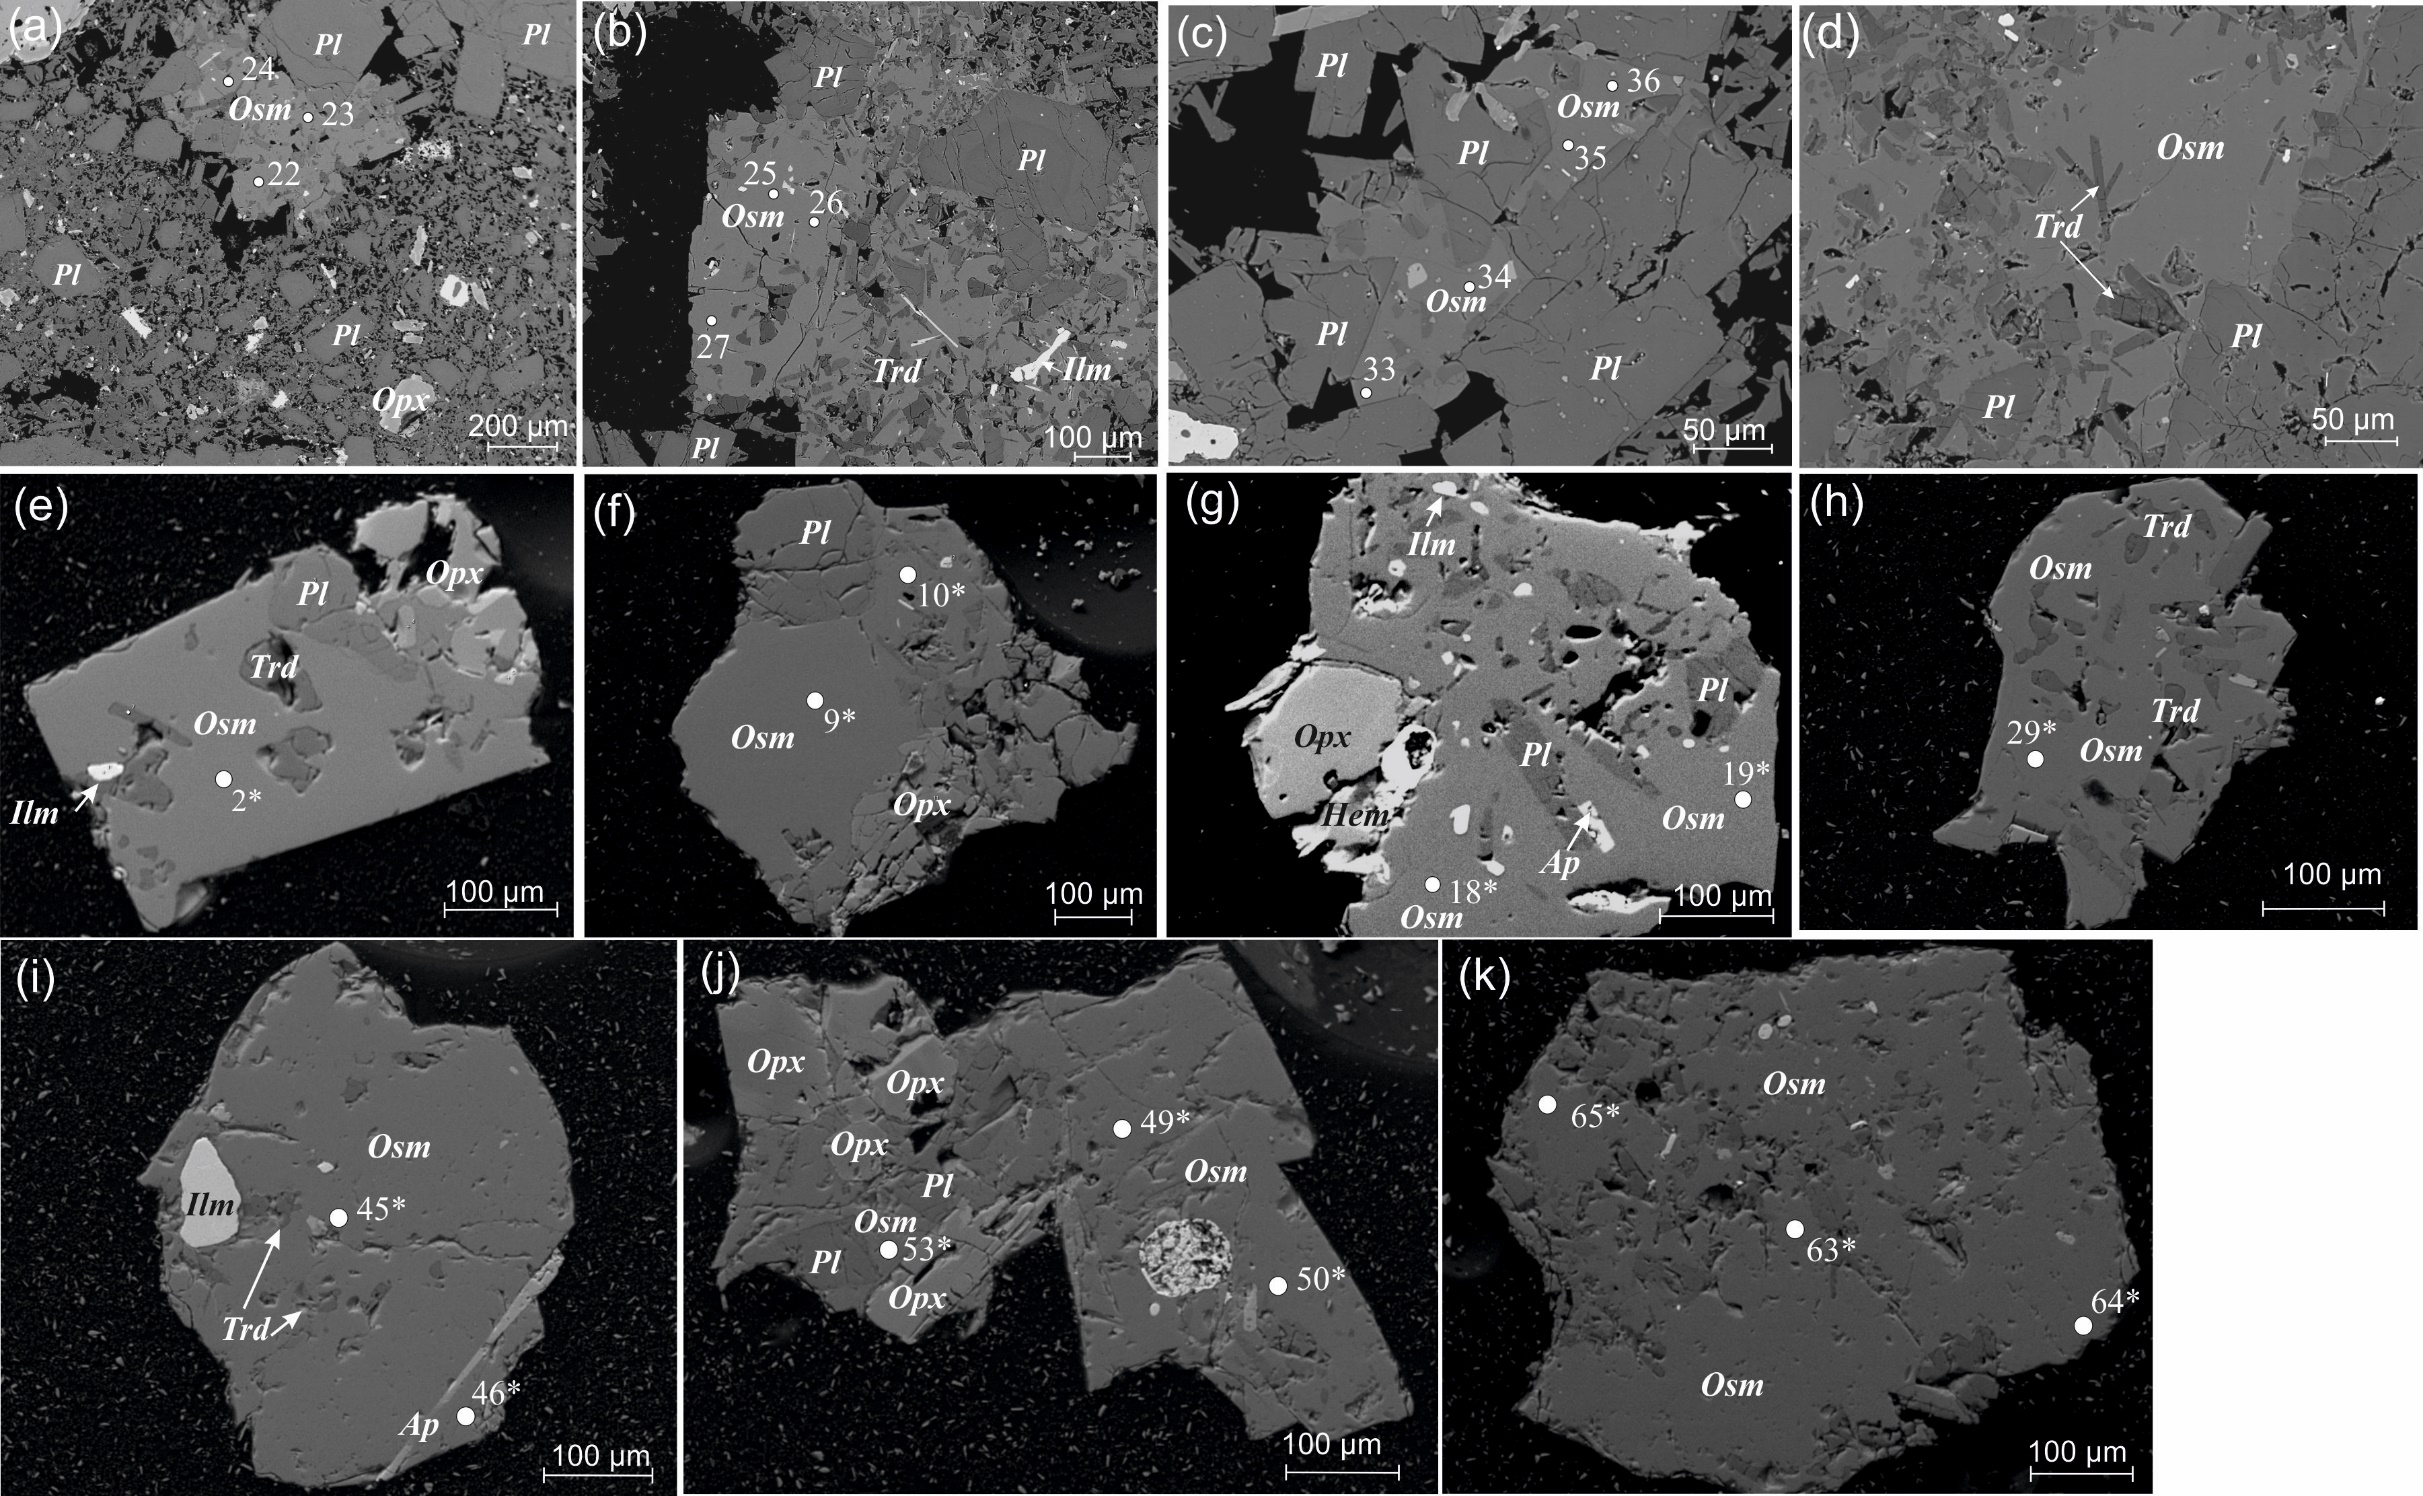 (a)
Pl
Pl
24
Osm
23
22
Pl
Pl
Opx
200 µm
(b)
Pl
Pl
25
Osm
26
27
Trd
Ilm
Pl
100 µm
(c)
Pl
36
Osm
Pl
35
34
Osm
Pl
33
Pl
50 µm
(d)
Osm
Trd
Pl
Pl
50 µm
(e)
Opx
Pl
Trd
Osm
2*
Ilm
100 µm
(f)
Pl
10*
9*
Osm
Opx
100 µm
(g)
Ilm
Pl
Opx
Pl
19*
Hem
Osm
Ap
18*
Osm
100 µm
(h)
Trd
Osm
Trd
29*
Osm
100 µm
(i)
Osm
Ilm
45*
Trd
46*
Ap
100 µm
(j)
Opx
Opx
49*
Opx
Osm
Pl
Osm
53*
Pl
50*
Opx
100 µm
(k)
Osm
65*
63*
64*
Osm
100 µm